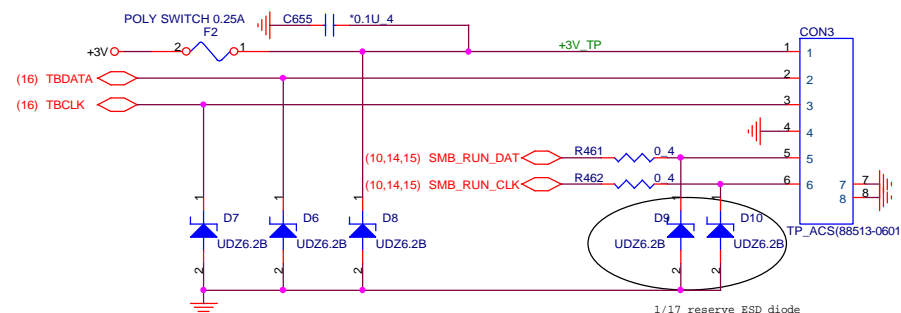 POLY SWITCH 0.25A
F2
C655
*0.1U_4
CON3
+3V
2
1
+3V_TP
1
1
(16) TBDATA
2
2
(16) TBCLK
3
3
4
4
(10,14,15) SMB_RUN_DAT
R461
0_4
5
5
(10,14,15) SMB_RUN_CLK
R462
0_4
6
6
7
7
8
8
1
1
1
1
1
D7
D6
D8
D9
D10
UDZ6.2B
UDZ6.2B
UDZ6.2B
UDZ6.2B
UDZ6.2B
TP_ACS(88513-0601
2
2
2
2
2
1/17 reserve ESD diode